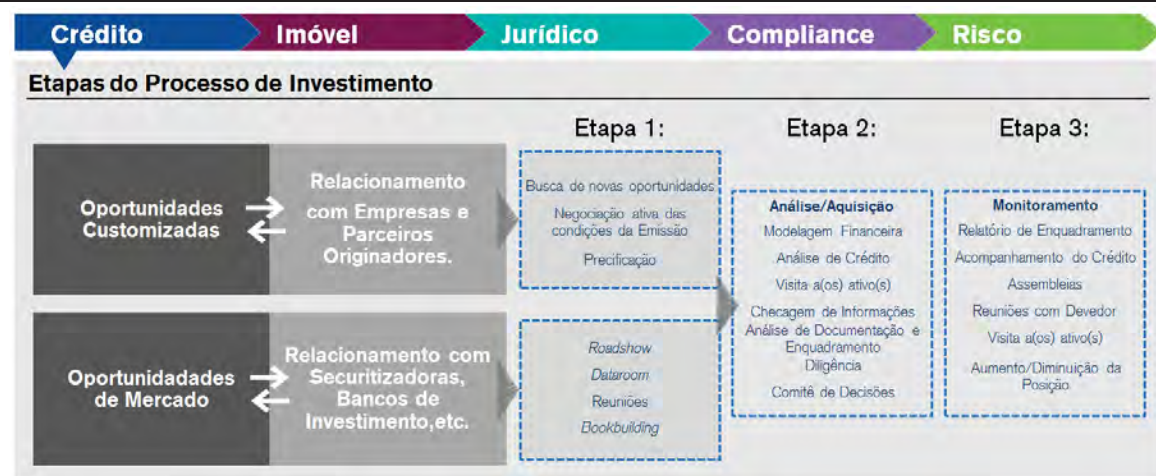 Crédito
Imóvel
Jurídico
Compliance
Risco
Etapas do Processo de Investimento
Oportunidades
Customizadas
Relacionamento
com Empresas e
Parceiros
Originadores.
Oportunidadades
de Mercado
Relacionamento com
Securitizadoras,
Bancos de
Investimento,etc.
Etapa 1:
Busca de novas oportunidades
Negociação ativa das
condições da Emissão
Precificação
Roadshow
Dataroom
Reuniões
Bookbuilding
Etapa 2:
Análise/Aquisição
Modelagem Financeira
Análise de Crédito
Visita a(os) ativo(s)
Checagem de Informações
Análise de Documentação e
Enquadramento
Diligência
Comitê de Decisões
Etapa 3:
Monitoramento
Relatório de Enquadramento
Acompanhamento do Crédito
Assembleias
Reuniões com Devedor
Visita a(os) ativo(s)
Aumento/Diminuição da
Posição